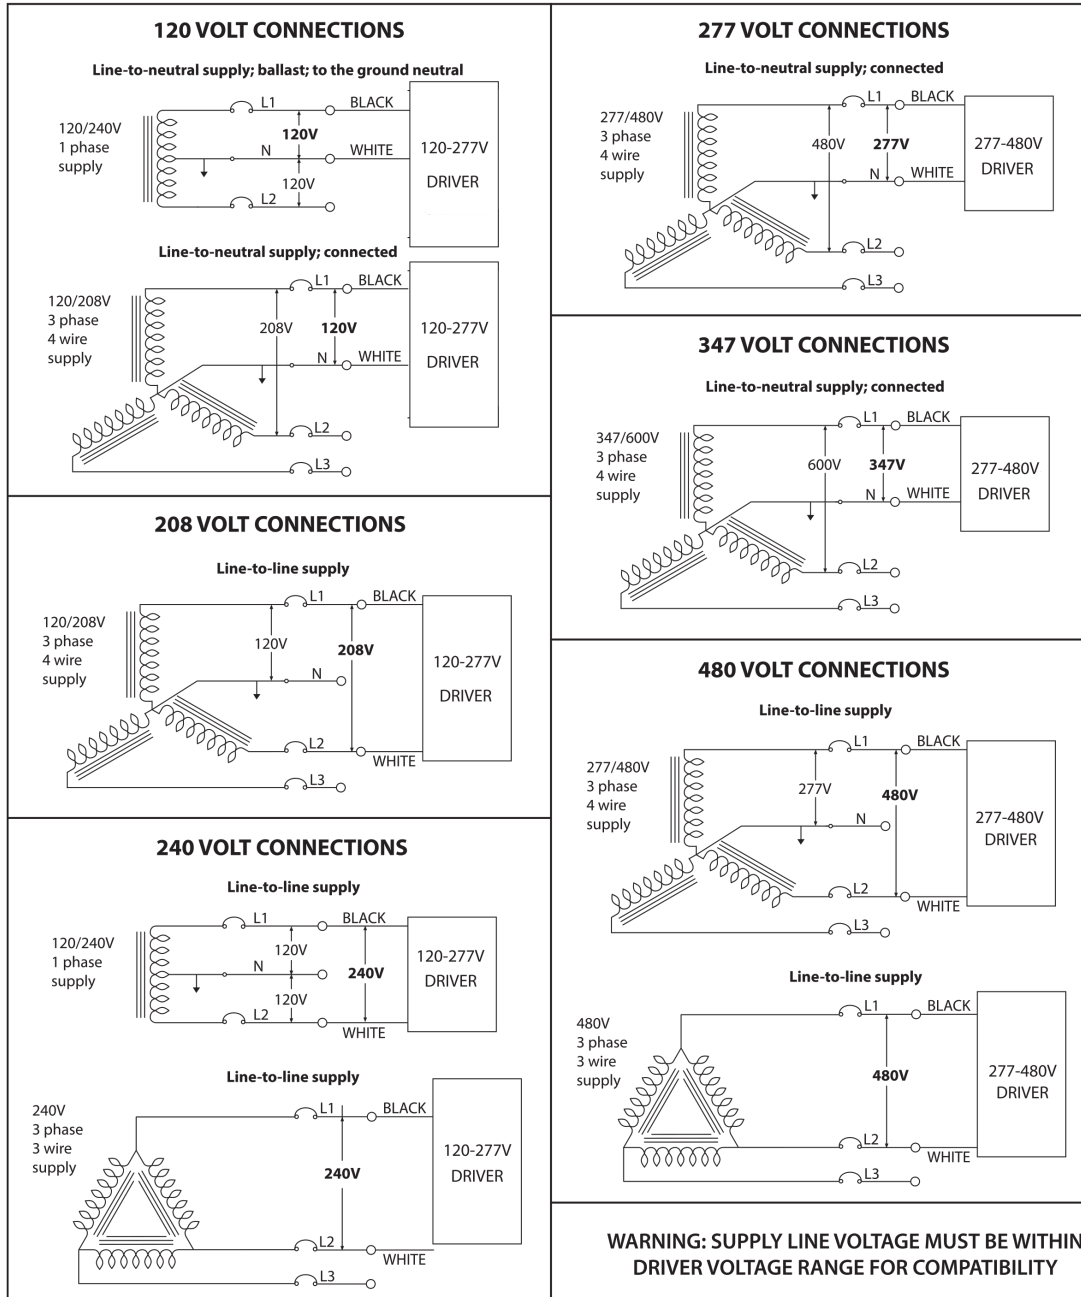 120 VOLT CONNECTIONS
Line-to-neutral supply; ballast; to the ground neutral
120/240V
1 phase
supply
L1
BLACK
120V
N
WHITE
120V
L2
120-277V
DRIVER
Line-to-neutral supply; connected
120/208V
3 phase
4 wire
supply
L1
BLACK
208V
120V
N
WHITE
L2
L3
120-277V
DRIVER
208 VOLT CONNECTIONS
Line-to-line supply
120/208V
3 phase
4 wire
supply
L1
BLACK
120V
208V
N
L2
WHITE
L3
120-277V
DRIVER
240 VOLT CONNECTIONS
Line-to-line supply
120/240V
1 phase
supply
L1
BLACK
120V
N
240V
120V
L2
WHITE
120-277V
DRIVER
Line-to-line supply
240V
3 phase
3 wire
supply
L1
BLACK
240V
L2
WHITE
L3
120-277V
DRIVER
277 VOLT CONNECTIONS
Line-to-neutral supply; connected
277/480V
3 phase
4 wire
supply
L1
BLACK
480V
277V
N
WHITE
L2
L3
277-480V
DRIVER
347 VOLT CONNECTIONS
Line-to-neutral supply; connected
347/600V
3 phase
4 wire
supply
L1
BLACK
600V
347V
N
WHITE
L2
L3
277-480V
DRIVER
480 VOLT CONNECTIONS
Line-to-line supply
277/480V
3 phase
4 wire
supply
L1
BLACK
277V
480V
N
L2
WHITE
L3
277-480V
DRIVER
Line-to-line supply
480V
3 phase
3 wire
supply
L1
BLACK
480V
L2
WHITE
L3
277-480V
DRIVER
WARNING: SUPPLY LINE VOLTAGE MUST BE WITHIN
DRIVER VOLTAGE RANGE FOR COMPATIBILITY